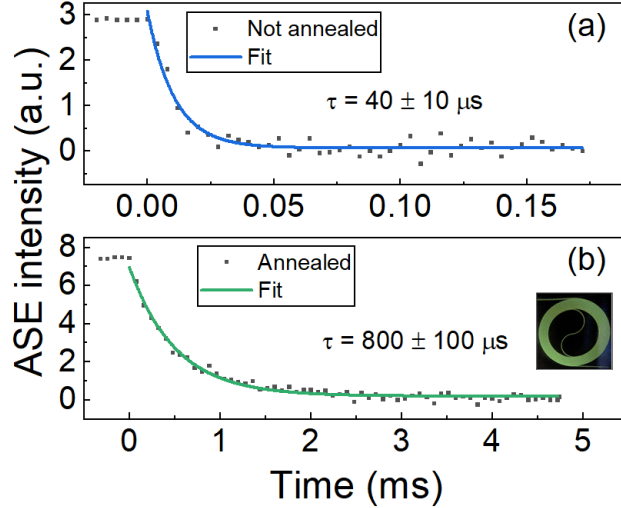 ASE intensity (a.u.)
(a)
Not annealed
Fit
τ = 40 ± 10 μs
3
2
1
0
0.00 0.05 0.10 0.15
(b)
Annealed
Fit
τ = 800 ± 100 μs
8
6
4
2
0
0 1 2 3 4 5
Time (ms)